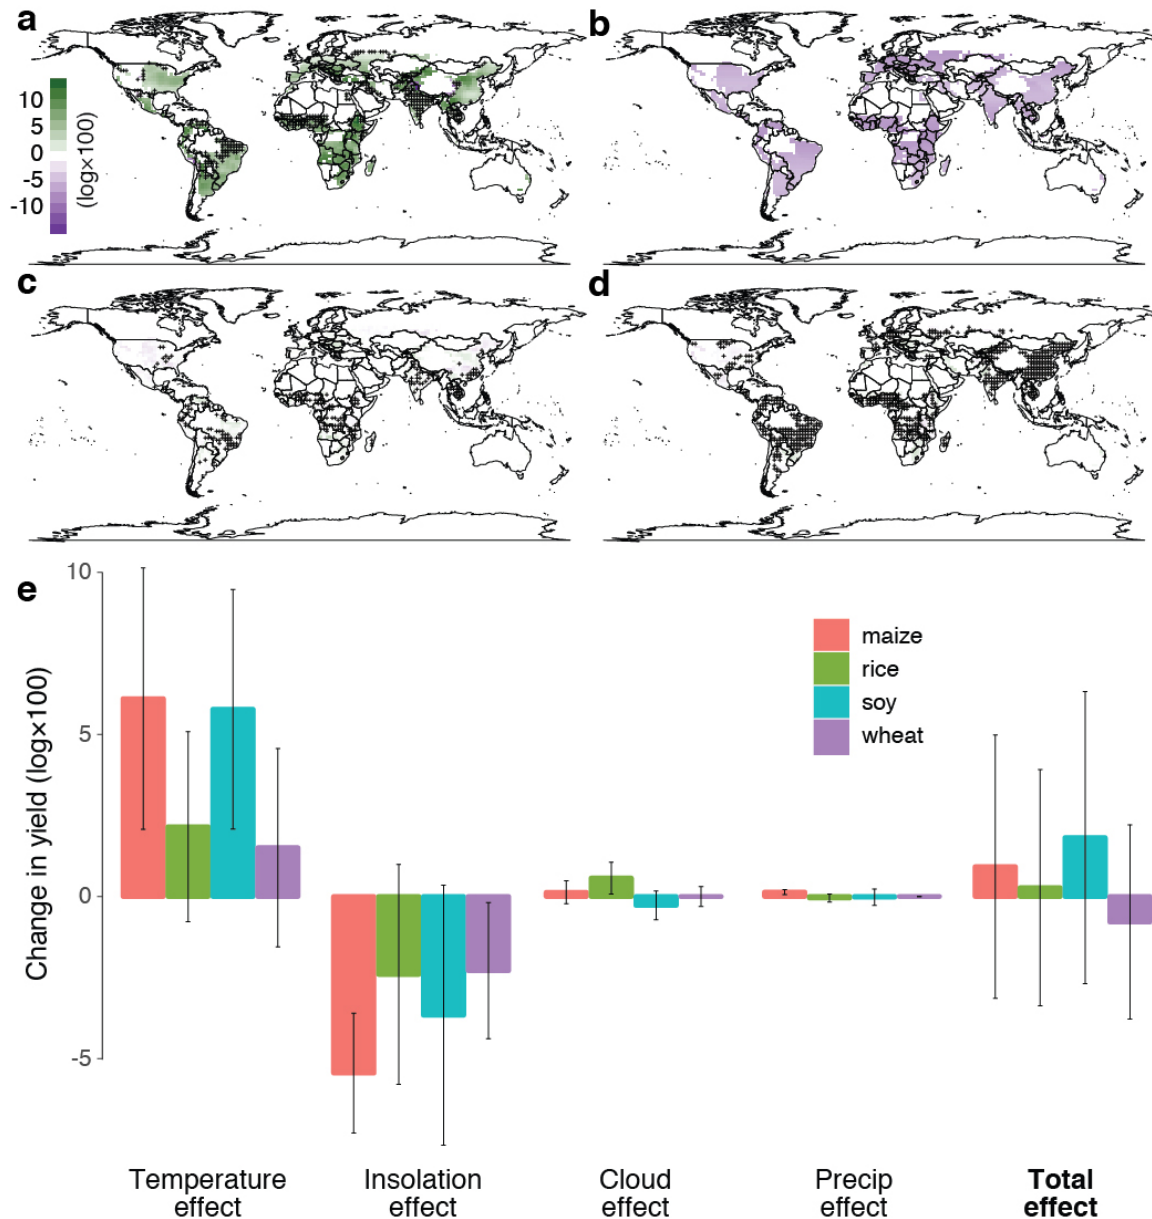 a
b
10
5
0
-5
-10
(log×100)
c
d
e
10
5
0
-5
Change in yield (log×100)
maize
rice
soy
wheat
Temperature
effect
Insolation
effect
Cloud
effect
Precip
effect
Total
effect